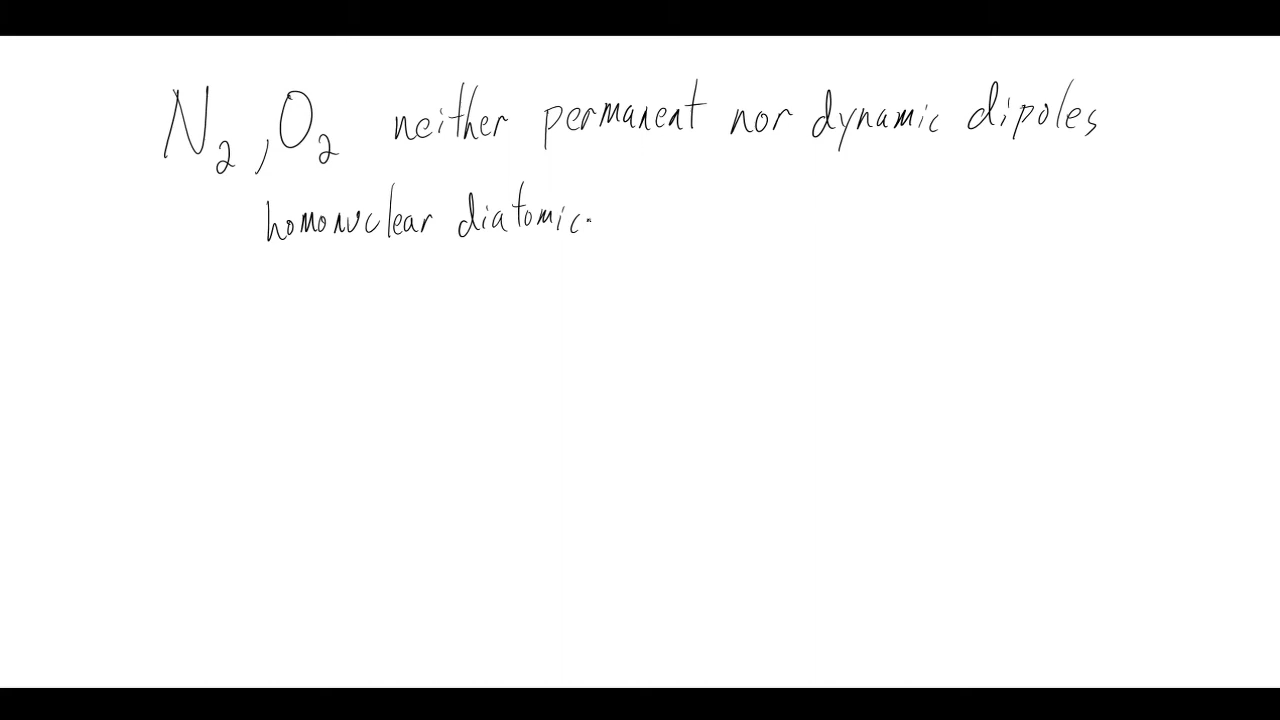 N₂, O₂ neither permanent nor dynamic dipoles
homonuclear diatomic.